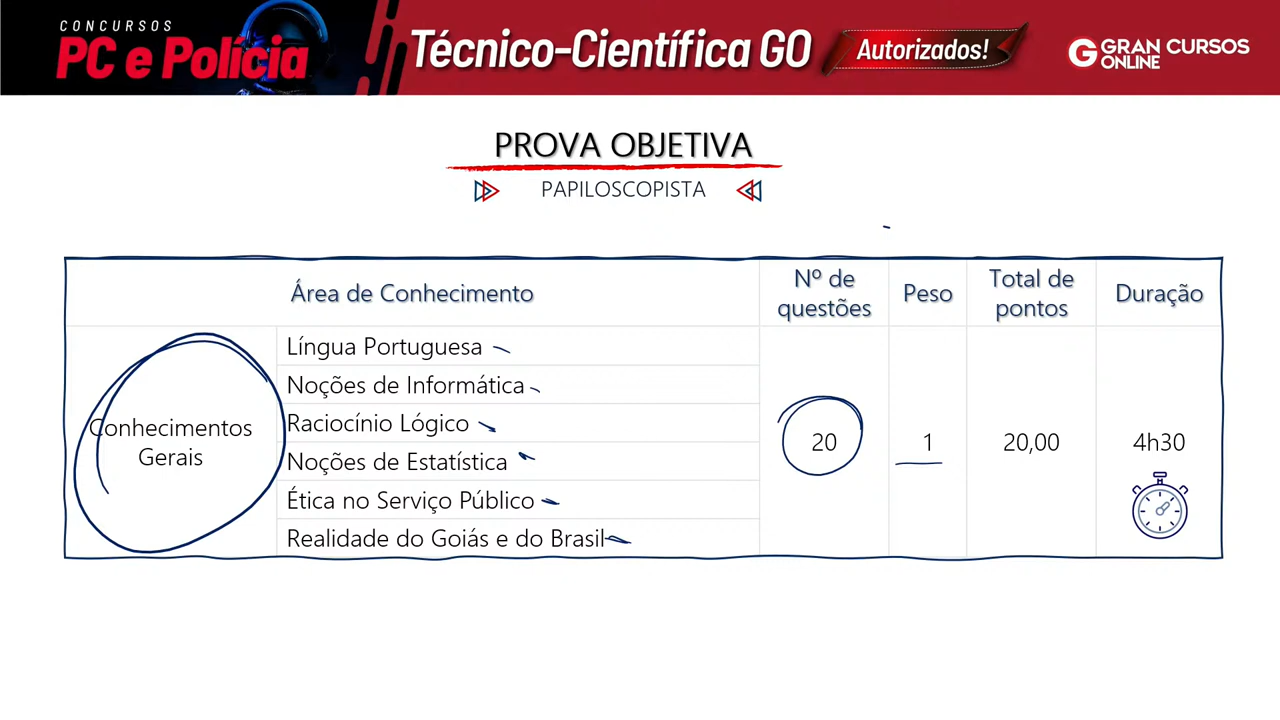 CONCURSOS
PC e Polícia
Técnico-Científica GO
Autorizados!
GRAN CURSOS
ONLINE
PROVA OBJETIVA
PAPILOSCOPISTA
Área de Conhecimento
Nº de
questões
Peso
Total de
pontos
Duração
Conhecimentos
Gerais
Língua Portuguesa
Noções de Informática
Raciocínio Lógico
Noções de Estatística
Ética no Serviço Público
Realidade do Goiás e do Brasil
20
1
20,00
4h30